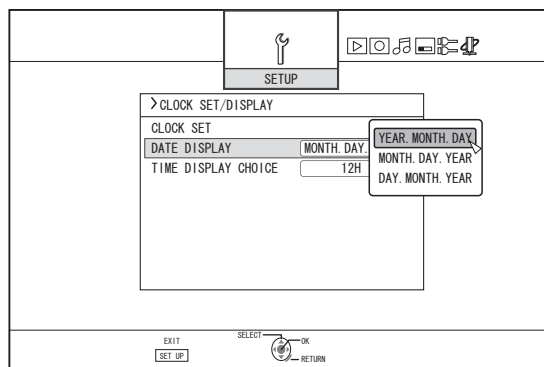 SETUP
>CLOCK SET/DISPLAY
CLOCK SET
DATE DISPLAY MONTH. DAY.
TIME DISPLAY CHOICE 12H
YEAR. MONTH. DAY
MONTH. DAY. YEAR
DAY. MONTH. YEAR
EXIT
SET UP
SELECT
OK
RETURN